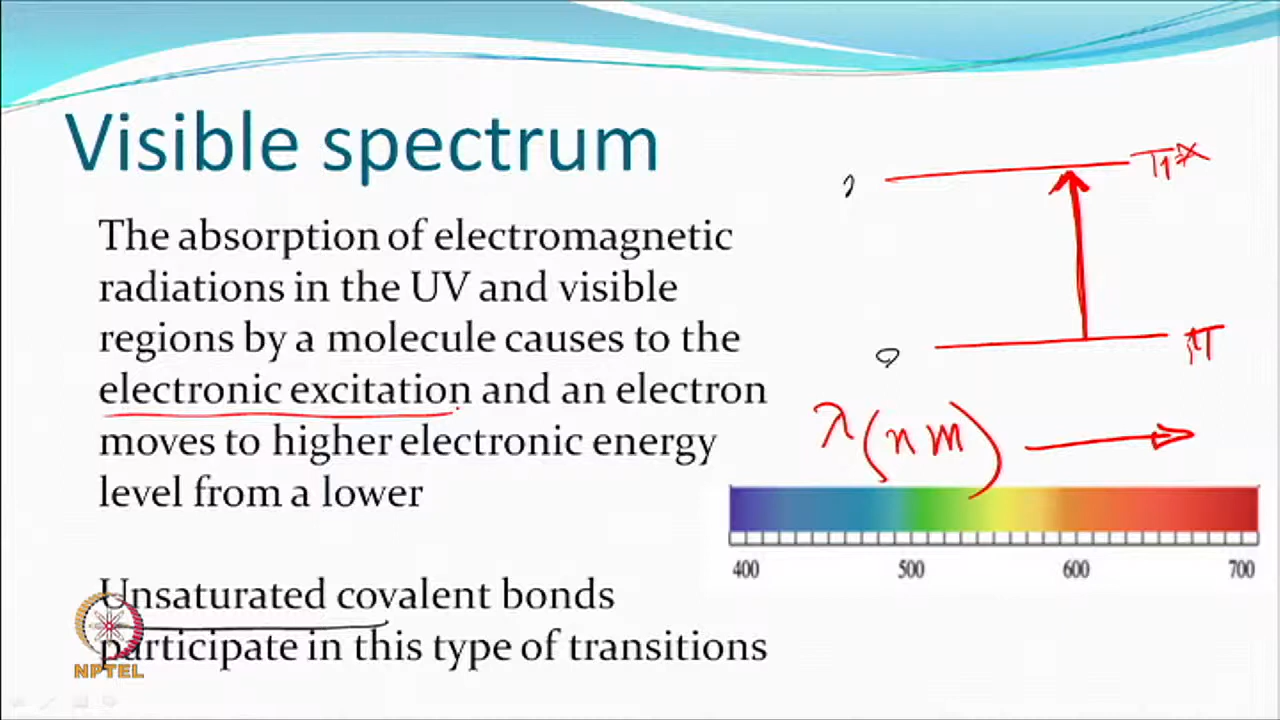 Visible spectrum
The absorption of electromagnetic
radiations in the UV and visible
regions by a molecule causes to the
electronic excitation and an electron
moves to higher electronic energy
level from a lower
Unsaturated covalent bonds
participate in this type of transitions
π*
π
λ(nm)
400 500 600 700
NPTEL